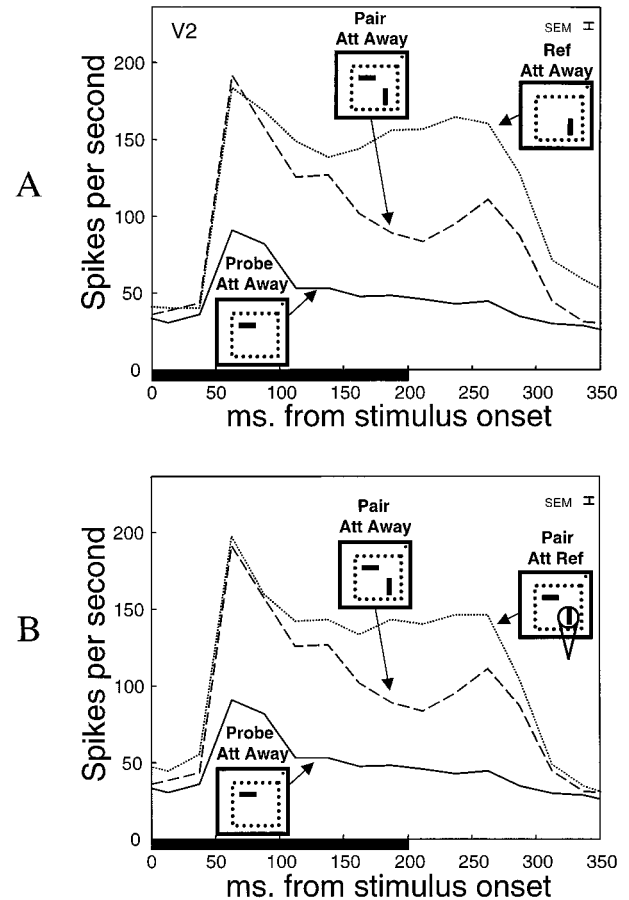 A
V2
Pair
Att Away
SEM
Ref
Att Away
Probe
Att Away
Spikes per second
200
150
100
50
0
0 50 100 150 200 250 300 350
ms. from stimulus onset
B
Pair
Att Away
SEM
Pair
Att Ref
Probe
Att Away
Spikes per second
200
150
100
50
0
0 50 100 150 200 250 300 350
ms. from stimulus onset